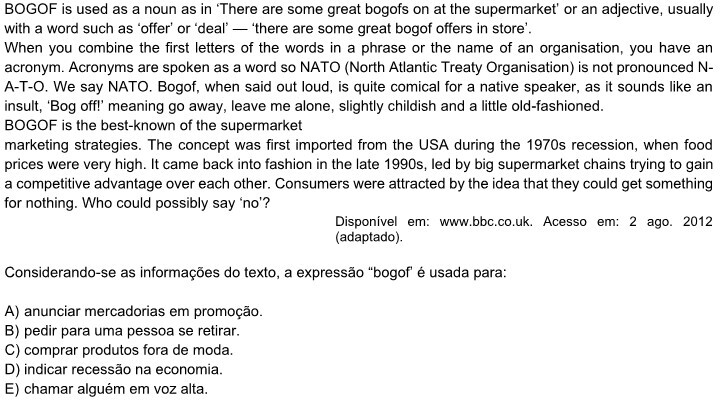 BOGOF is used as a noun as in ‘There are some great bogofs on at the supermarket’ or an adjective, usually
with a word such as ‘offer’ or ‘deal’ — ‘there are some great bogof offers in store’.
When you combine the first letters of the words in a phrase or the name of an organisation, you have an
acronym. Acronyms are spoken as a word so NATO (North Atlantic Treaty Organisation) is not pronounced N-
A-T-O. We say NATO. Bogof, when said out loud, is quite comical for a native speaker, as it sounds like an
insult, ‘Bog off!’ meaning go away, leave me alone, slightly childish and a little old-fashioned.
BOGOF is the best-known of the supermarket
marketing strategies. The concept was first imported from the USA during the 1970s recession, when food
prices were very high. It came back into fashion in the late 1990s, led by big supermarket chains trying to gain
a competitive advantage over each other. Consumers were attracted by the idea that they could get something
for nothing. Who could possibly say ‘no’?
Disponível em: www.bbc.co.uk. Acesso em: 2 ago. 2012
(adaptado).
Considerando-se as informações do texto, a expressão “bogof’ é usada para:
A) anunciar mercadorias em promoção.
B) pedir para uma pessoa se retirar.
C) comprar produtos fora de moda.
D) indicar recessão na economia.
E) chamar alguém em voz alta.